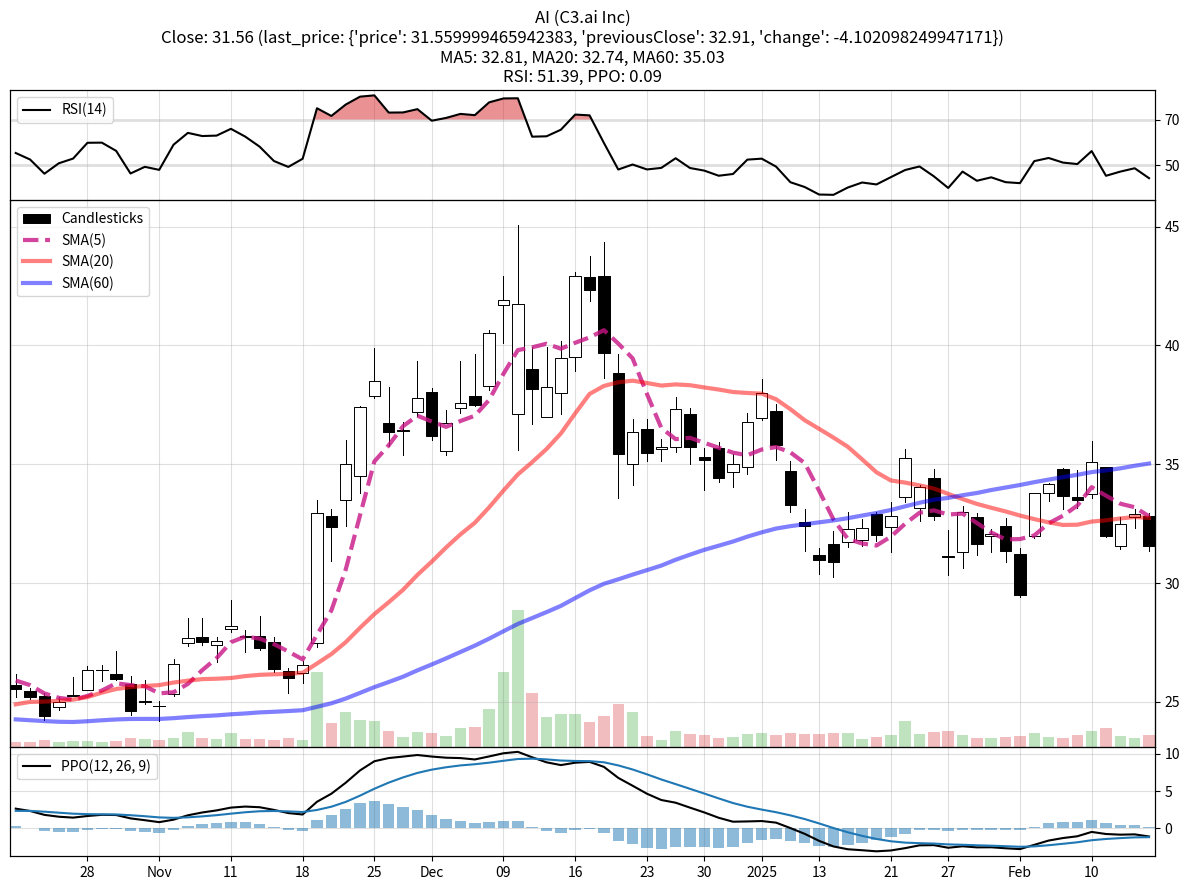 AI (C3.ai Inc)
Close: 31.56 (last_price: {'price': 31.559999465942383, 'previousClose': 32.91, 'change': -4.102098249947171})
MA5: 32.81, MA20: 32.74, MA60: 35.03
RSI: 51.39, PPO: 0.09
RSI(14)
70
50
Candlesticks
SMA(5)
SMA(20)
SMA(60)
45
40
35
30
25
PPO(12, 26, 9)
10
5
0
28 Nov 11 18 25 Dec 09 16 23 30 2025 13 21 27 Feb 10